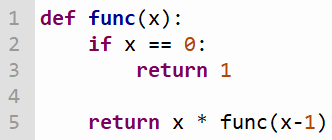 1 def func(x):
2     if x == 0:
3         return 1
4
5     return x * func(x-1)